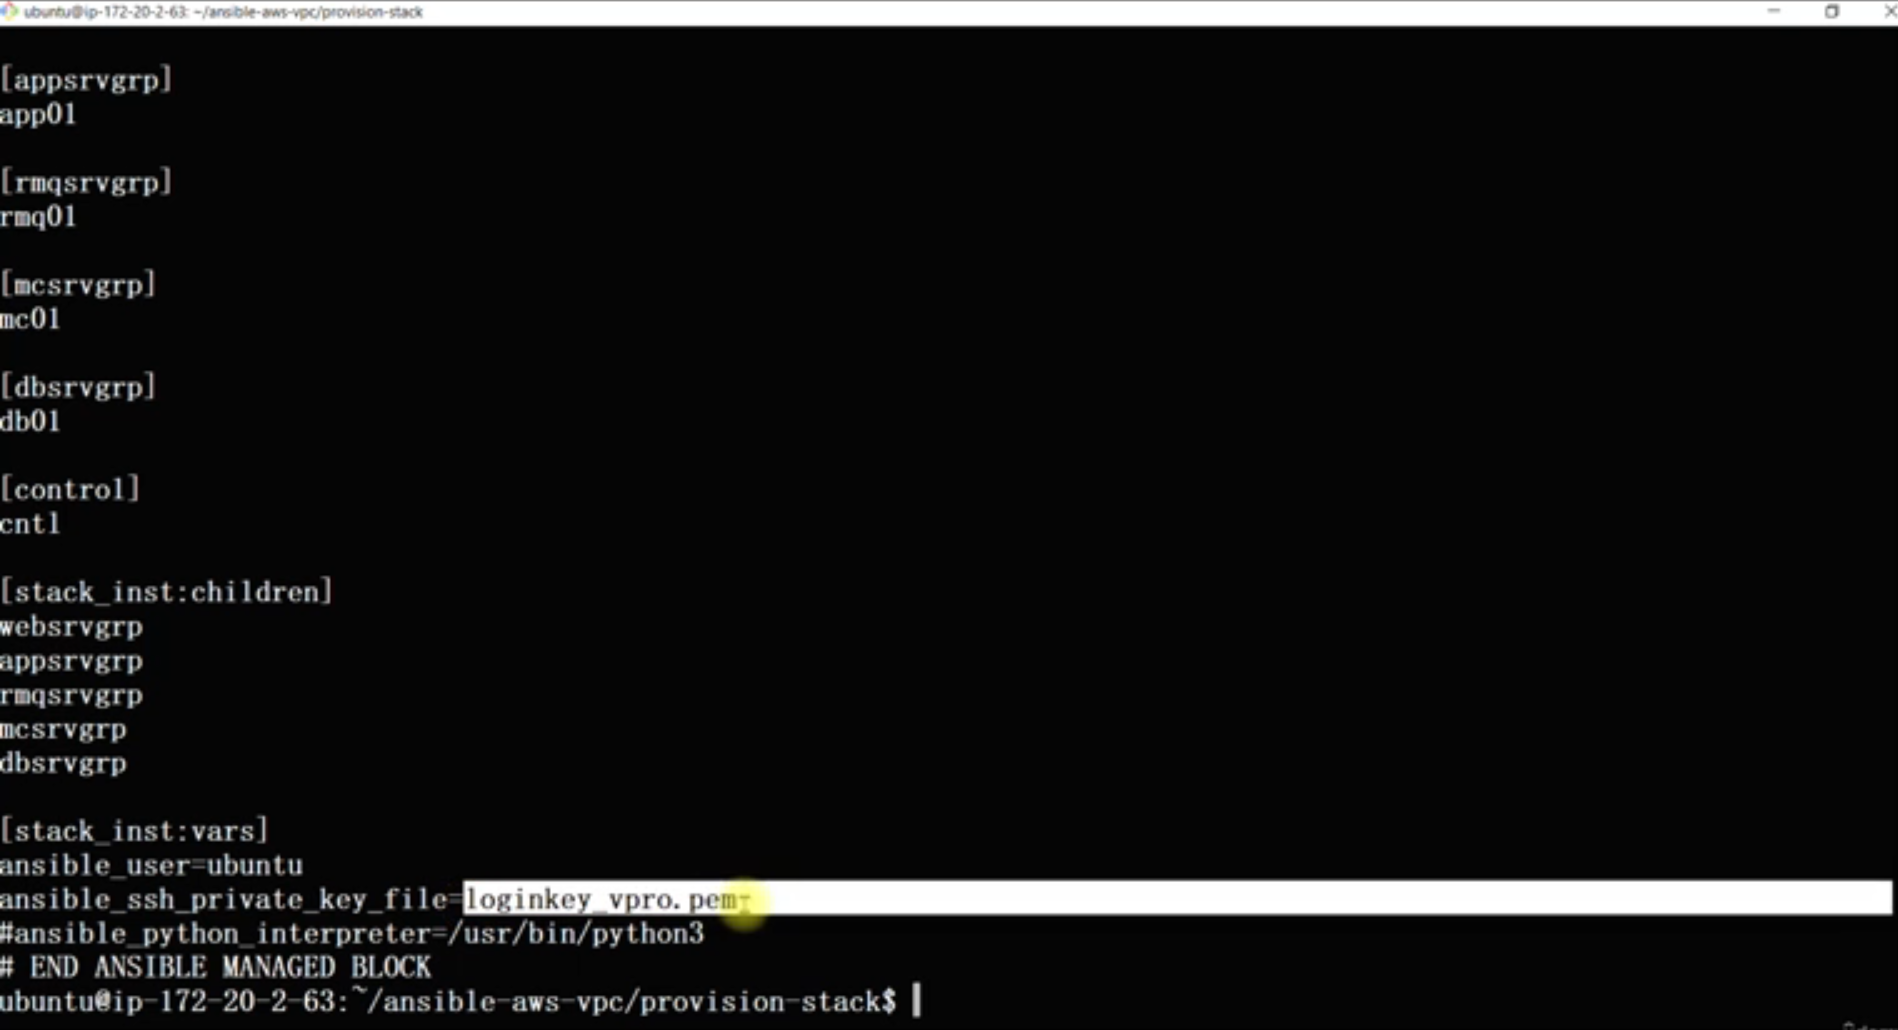 ubuntu@ip-172-20-2-63: ~/ansible-aws-vpc/provision-stack
[appsrvgrp]
app01
[rmqsrvgrp]
rmq01
[mcsrvgrp]
mc01
[dbsrvgrp]
db01
[control]
cntl
[stack_inst:children]
websrvgrp
appsrvgrp
rmqsrvgrp
mcsrvgrp
dbsrvgrp
[stack_inst:vars]
ansible_user=ubuntu
ansible_ssh_private_key_file=loginkey_vpro.pem
#ansible_python_interpreter=/usr/bin/python3
# END ANSIBLE MANAGED BLOCK
ubuntu@ip-172-20-2-63:~/ansible-aws-vpc/provision-stack$